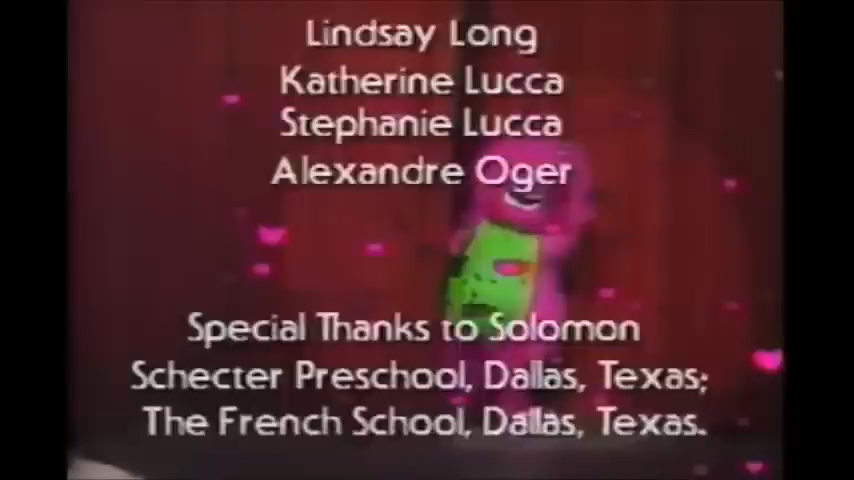 Lindsay Long
Katherine Lucca
Stephanie Lucca
Alexandre Oger
Special Thanks to Solomon
Schecter Preschool, Dallas, Texas;
The French School, Dallas, Texas.